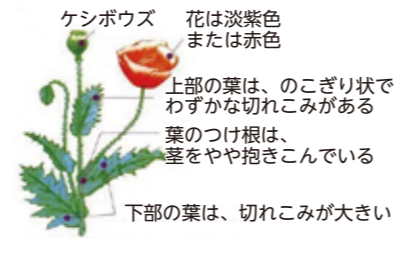 ケシボウズ
花は淡紫色
または赤色
上部の葉は、のこぎり状で
わずかな切れこみがある
葉のつけ根は、
茎をやや抱きこんでいる
下部の葉は、切れこみが大きい